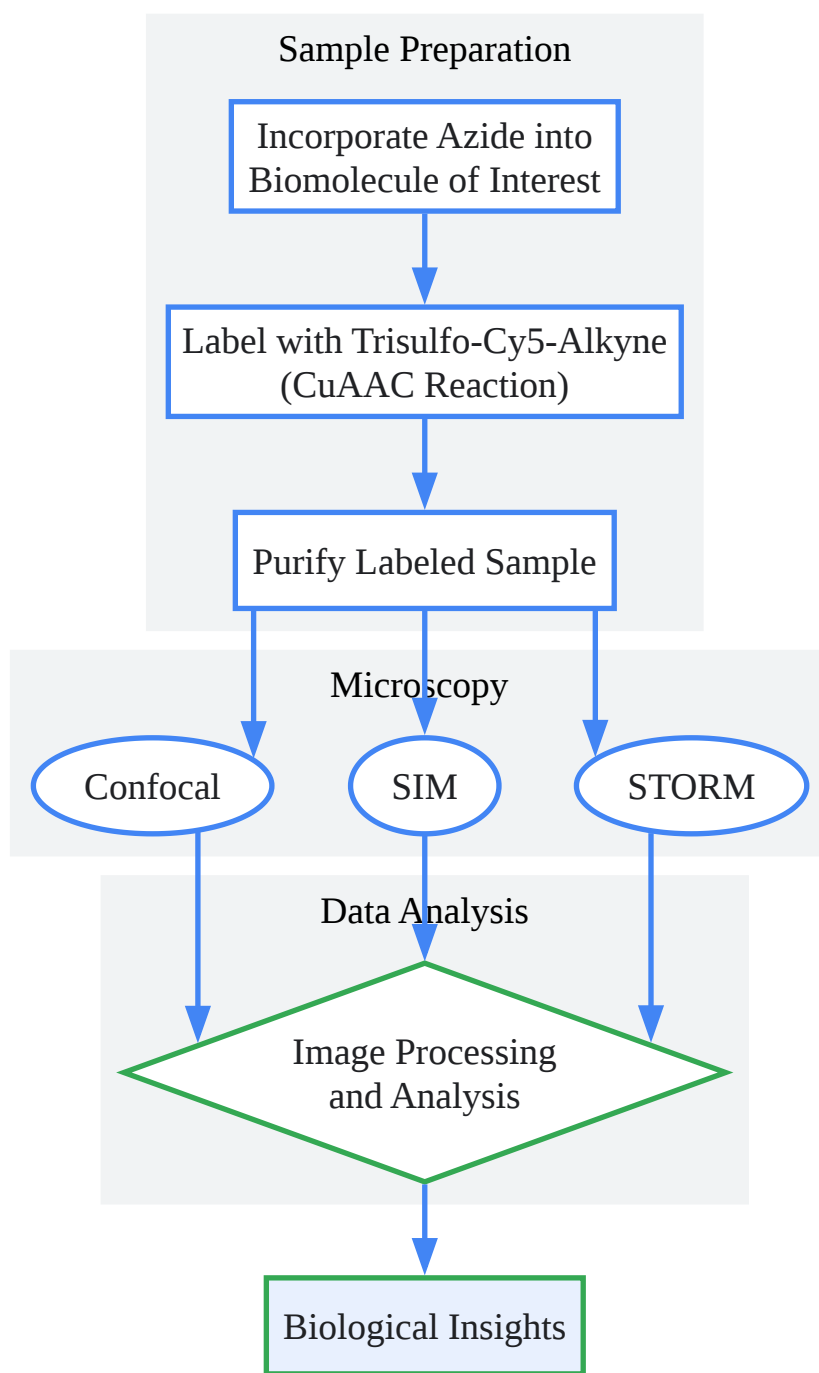 Sample Preparation
Incorporate Azide into
Biomolecule of Interest
Label with Trisulfo-Cy5-Alkyne
(CuAAC Reaction)
Purify Labeled Sample
Microscopy
Confocal
SIM
STORM
Data Analysis
Image Processing
and Analysis
Biological Insights